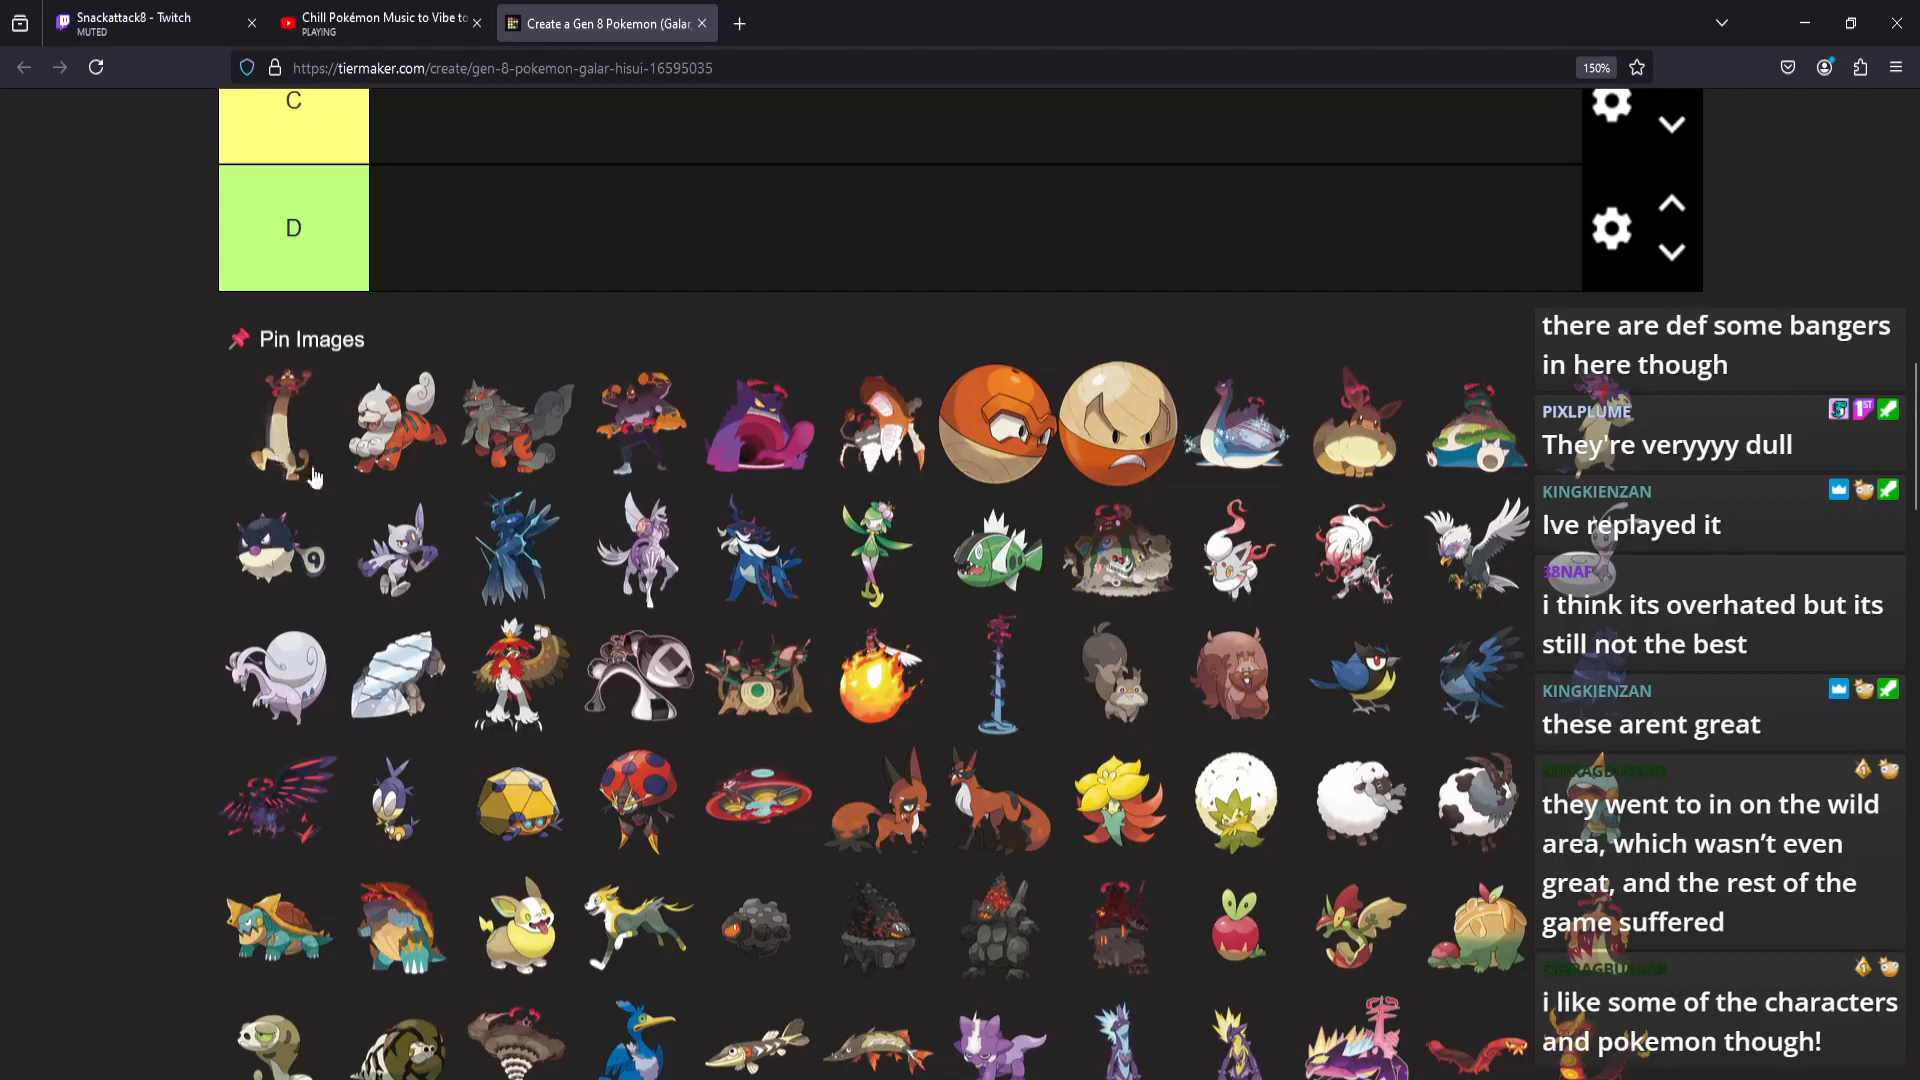 Snackattack8 - Twitch
MUTED
Chill Pokémon Music to Vibe to
PLAYING
Create a Gen 8 Pokemon (Galar,
https://tiermaker.com/create/gen-8-pokemon-galar-hisui-16595035
150%
C
D
Pin Images
there are def some bangers
in here though
PIXLPLUME
They're veryyyy dull
KINGKIENZAN
Ive replayed it
38NAF
i think its overhated but its
still not the best
KINGKIENZAN
these arent great
they went to in on the wild
area, which wasn't even
great, and the rest of the
game suffered
i like some of the characters
and pokemon though!